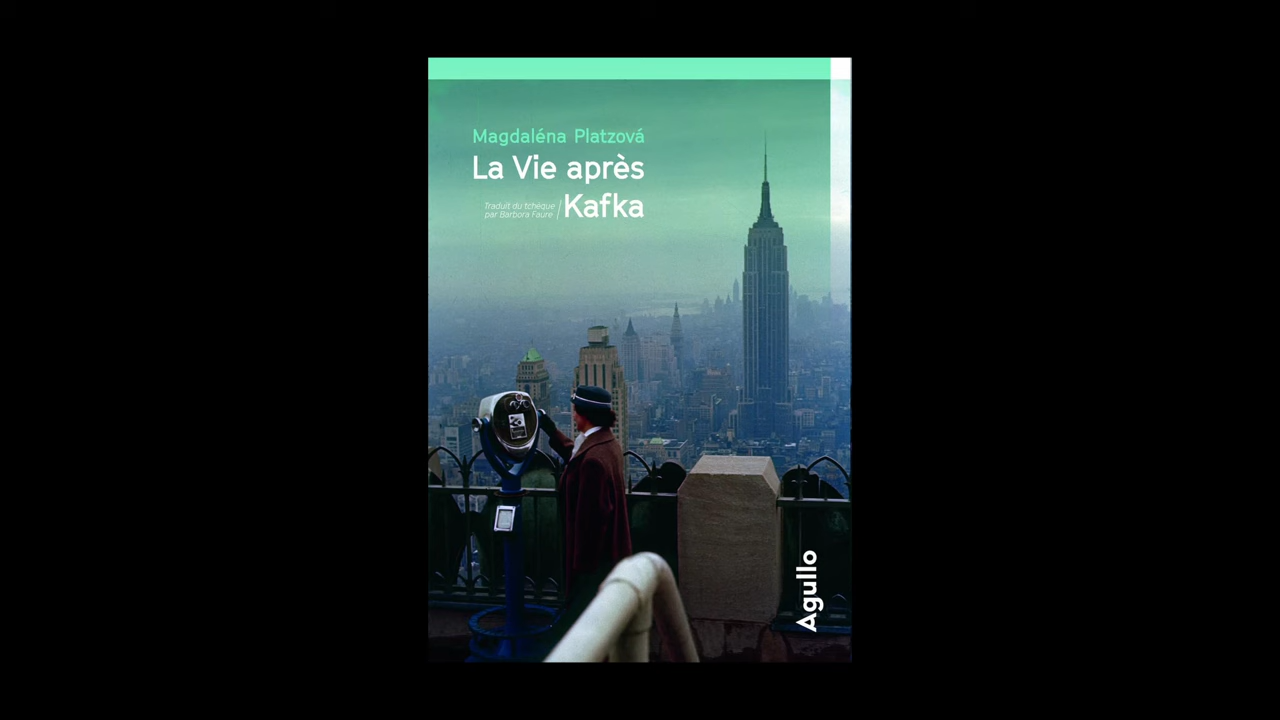 Magdaléna Platzová
La Vie après
Traduit du tchèque
par Barbora Faure
Kafka
Agullo